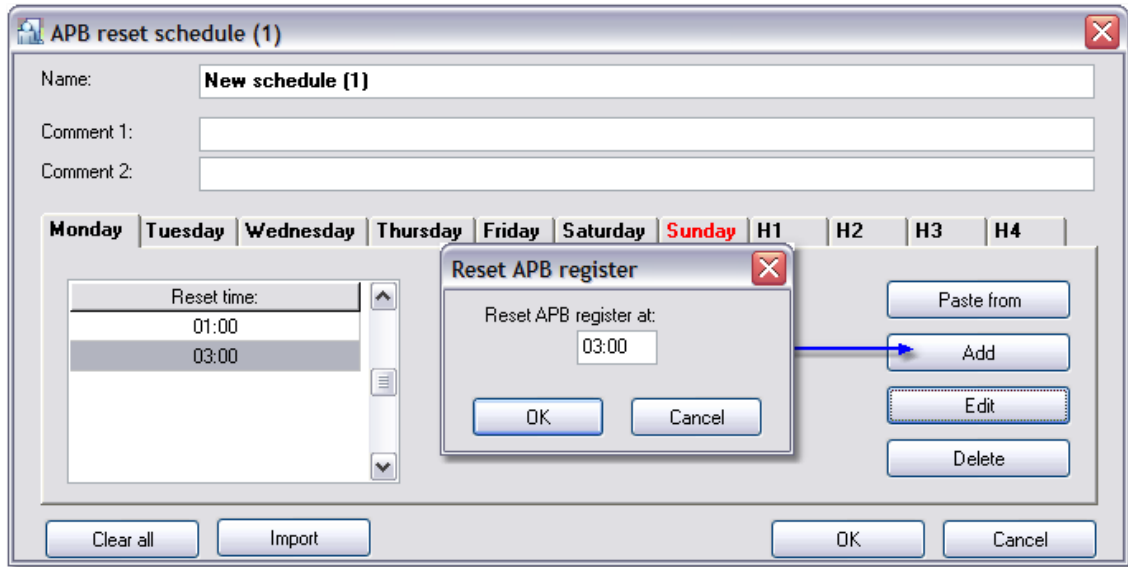 APB reset schedule (1)
Name: New schedule (1)
Comment 1:
Comment 2:
Monday Tuesday Wednesday Thursday Friday Saturday Sunday H1 H2 H3 H4
Reset time:
01:00
03:00
Reset APB register
Reset APB register at:
03:00
OK Cancel
Paste from
Add
Edit
Delete
Clear all Import OK Cancel